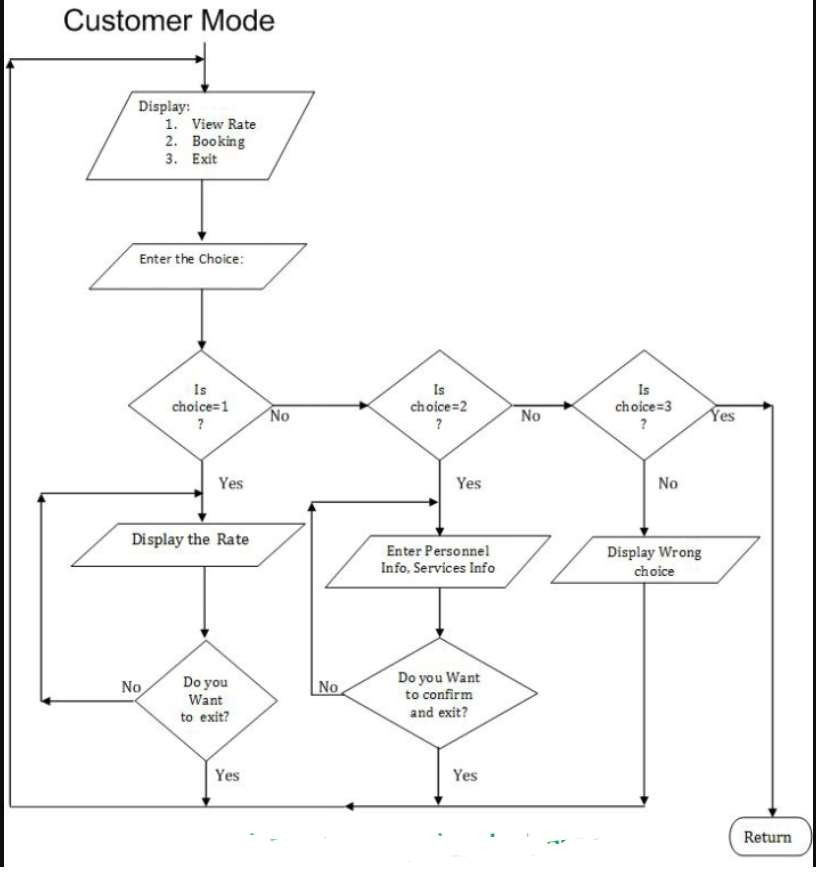 Customer Mode
Display:
1. View Rate
2. Booking
3. Exit
Enter the Choice:
Is
choice=1
?
No
Is
choice=2
?
No
Is
choice=3
?
Yes
Yes
Yes
No
Display the Rate
Enter Personnel
Info, Services Info
Display Wrong
choice
No
Do you
Want
to exit?
No
Do you Want
to confirm
and exit?
Yes
Yes
Return